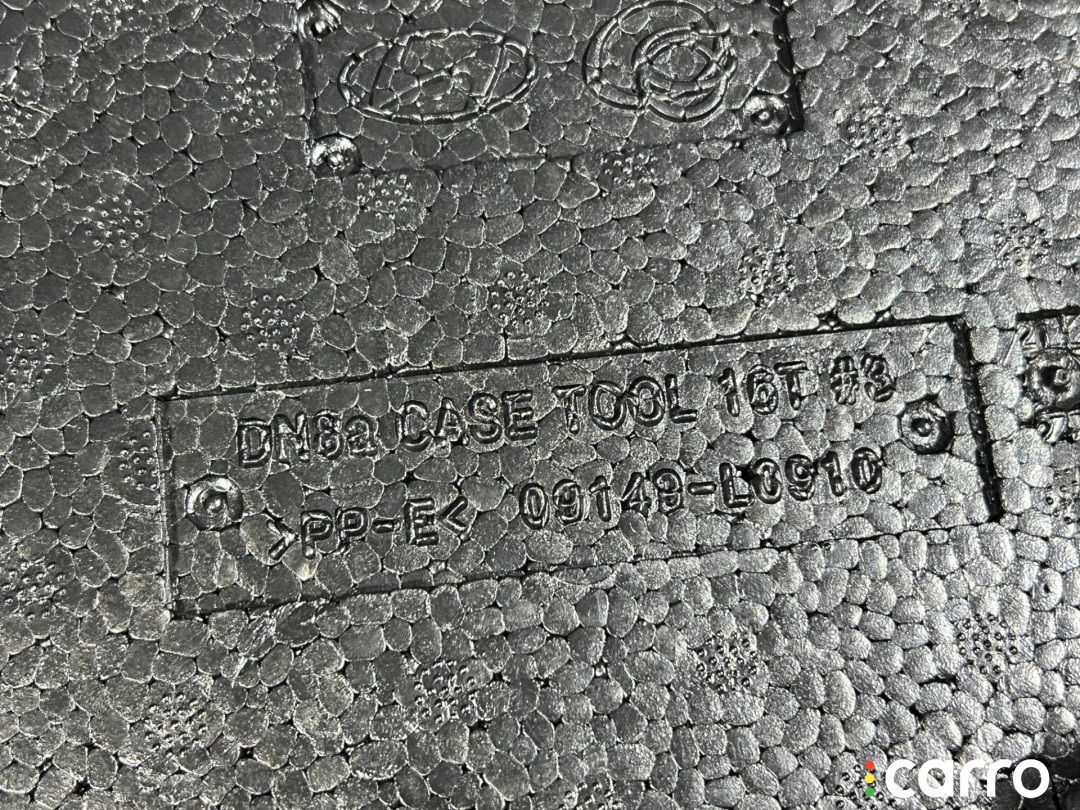 DN8a CASE TOOL 16T #3
>PP-E< 09149-L3910
carro